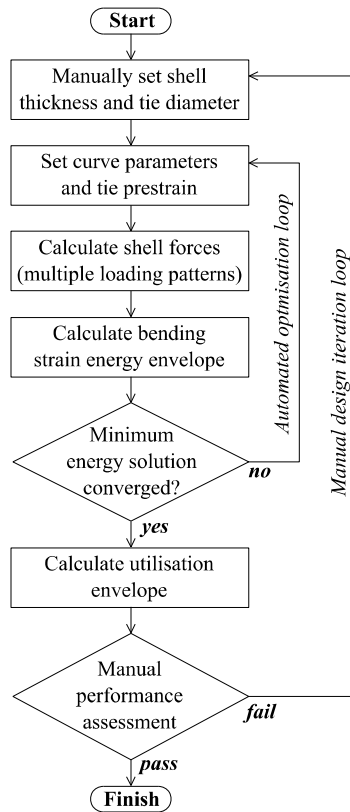 Start
Manually set shell
thickness and tie diameter
Set curve parameters
and tie prestrain
Calculate shell forces
(multiple loading patterns)
Calculate bending
strain energy envelope
Minimum
energy solution
converged?
no
yes
Automated optmisation loop
Manual design iteration loop
Calculate utilisation
envelope
Manual
performance
assessment
fail
pass
Finish